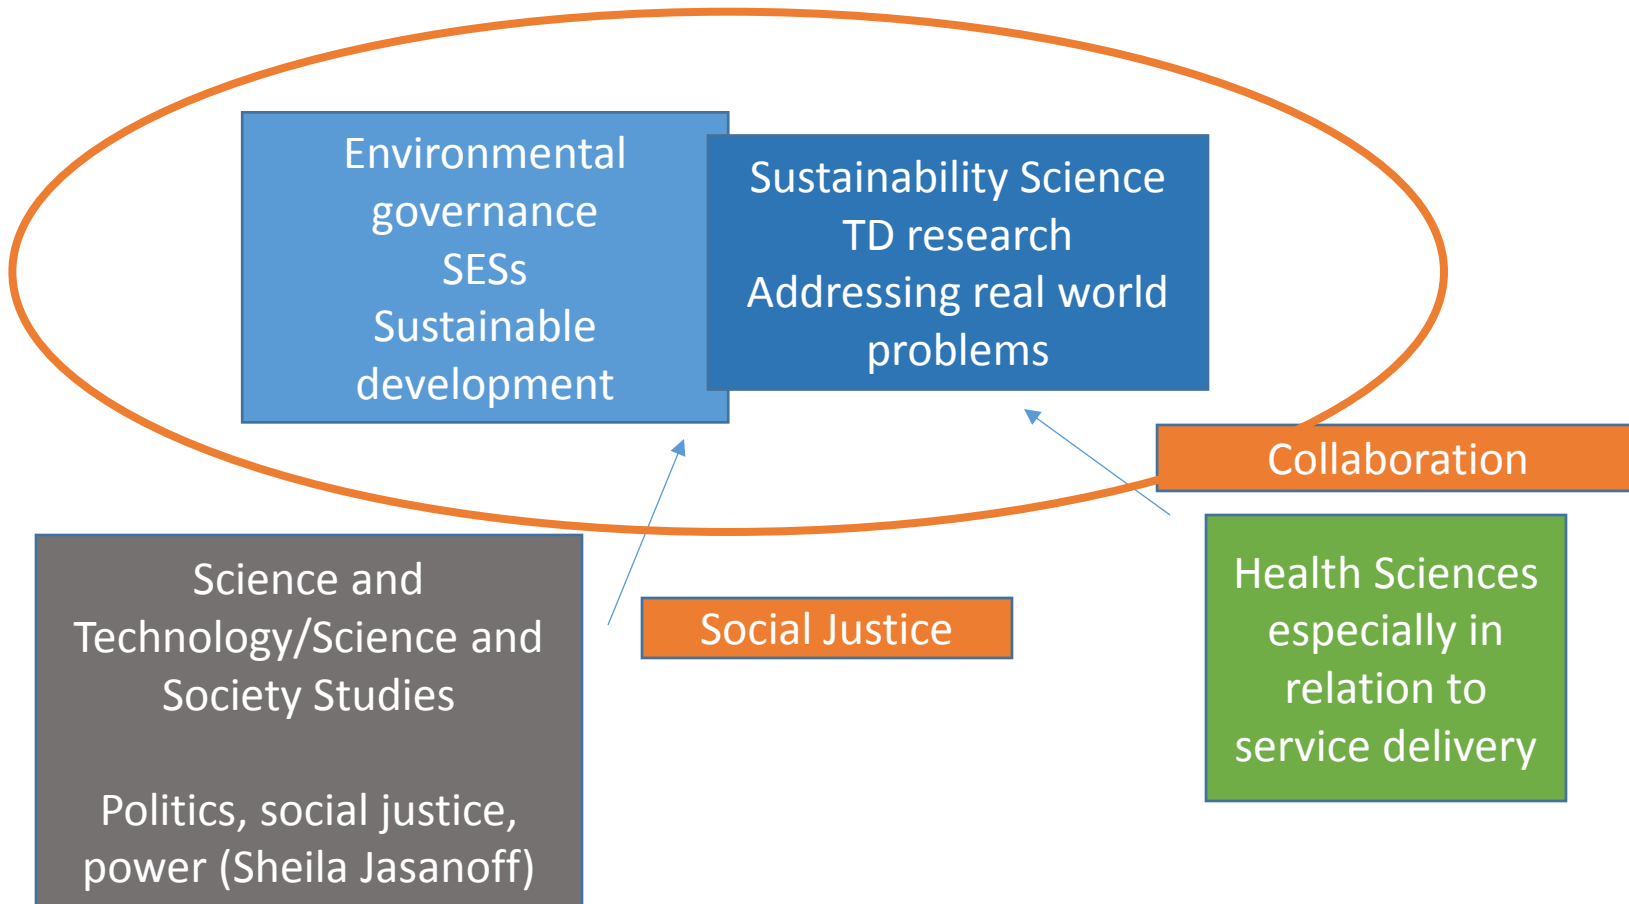 Environmental
governance
SESs
Sustainable
development
Sustainability Science
TD research
Addressing real world
problems
Collaboration
Science and
Technology/Science and
Society Studies
Politics, social justice,
power (Sheila Jasanoff)
Social Justice
Health Sciences
especially in
relation to
service delivery